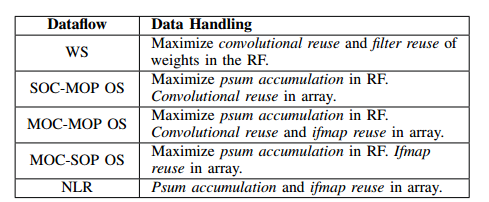 Dataflow Data Handling
WS Maximize convolutional reuse and filter reuse of
weights in the RF.
SOC-MOP OS Maximize psum accumulation in RF.
Convolutional reuse in array.
MOC-MOP OS Maximize psum accumulation in RF.
Convolutional reuse and ifmap reuse in array.
MOC-SOP OS Maximize psum accumulation in RF. Ifmap
reuse in array.
NLR Psum accumulation and ifmap reuse in array.